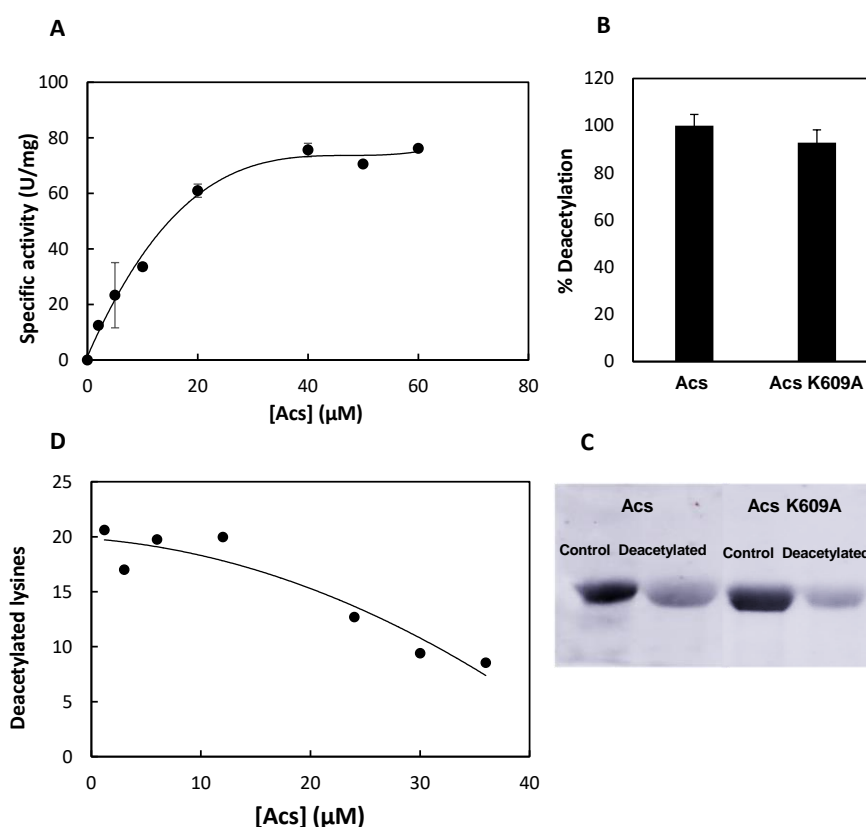 A
Specific activity (U/mg)
100
80
60
40
20
0
0 20 40 60 80
[Acs] (µM)
B
% Deacetylation
120
100
80
60
40
20
0
Acs Acs K609A
D
Deacetylated lysines
25
20
15
10
5
0
0 10 20 30 40
[Acs] (µM)
C
Acs Acs K609A
Control Deacetylated Control Deacetylated